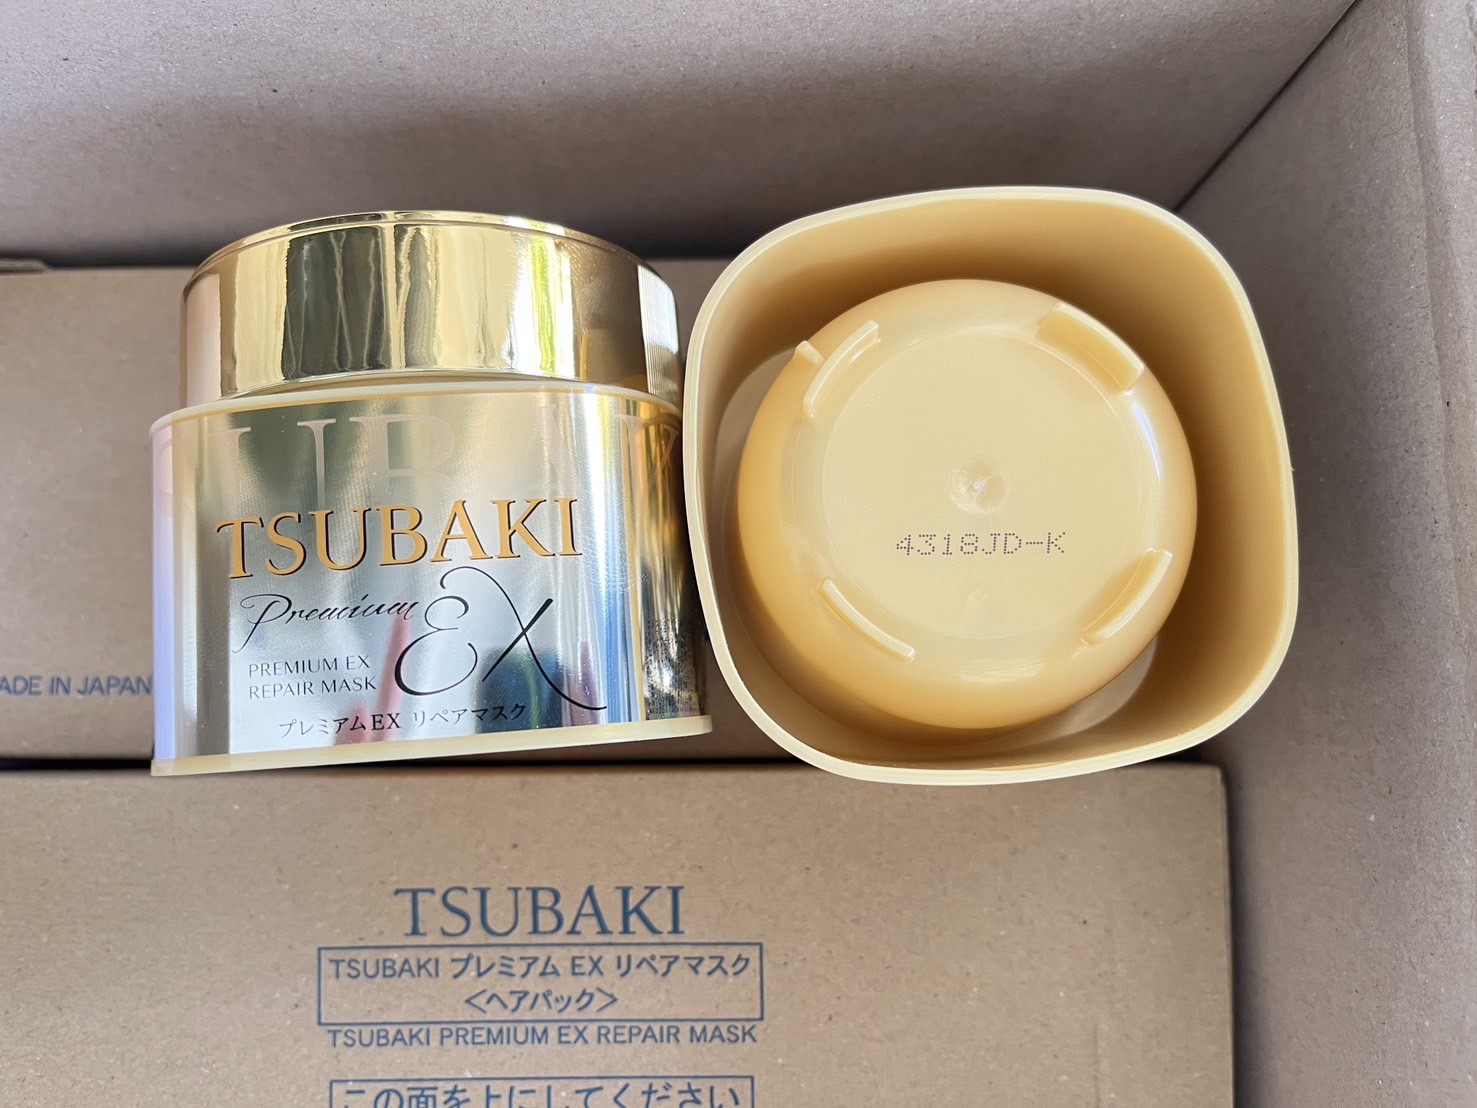 TSUBAKI
Premium EX
PREMIUM EX
REPAIR MASK
プレミアムEX リペアマスク
4318JD-K
MADE IN JAPAN
TSUBAKI
TSUBAKI プレミアム EX リペアマスク
<ヘアパック>
TSUBAKI PREMIUM EX REPAIR MASK
この面を上にしてください